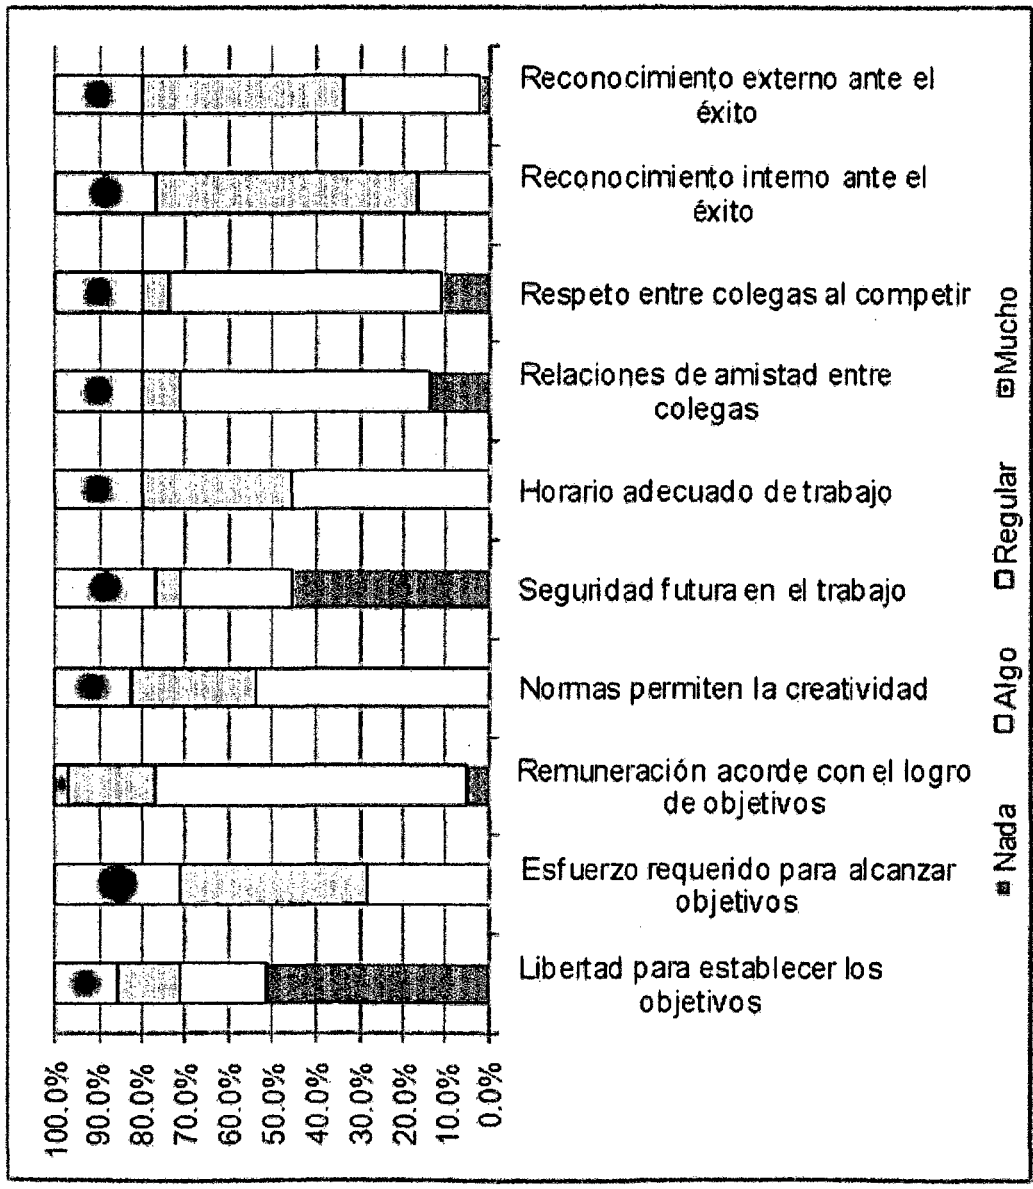 Reconocimiento externo ante el
éxito
Reconocimiento interno ante el
éxito
Respeto entre colegas al competir
Relaciones de amistad entre
colegas
Horario adecuado de trabajo
Seguridad futura en el trabajo
Normas permiten la creatividad
Remuneración acorde con el logro
de objetivos
Esfuerzo requerido para alcanzar
objetivos
Libertad para establecer los
objetivos
100.0%
90.0%
80.0%
70.0%
60.0%
50.0%
40.0%
30.0%
20.0%
10.0%
0.0%
Nada
Algo
Regular
Mucho